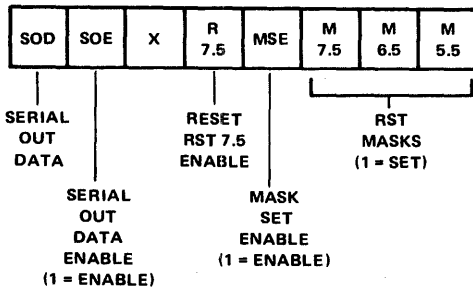 SOD SOE X R 7.5 MSE M 7.5 M 6.5 M 5.5
SERIAL
OUT
DATA
SERIAL
OUT
DATA
ENABLE
(1 = ENABLE)
RESET
RST 7.5
ENABLE
MASK
SET
ENABLE
(1 = ENABLE)
RST
MASKS
(1 = SET)